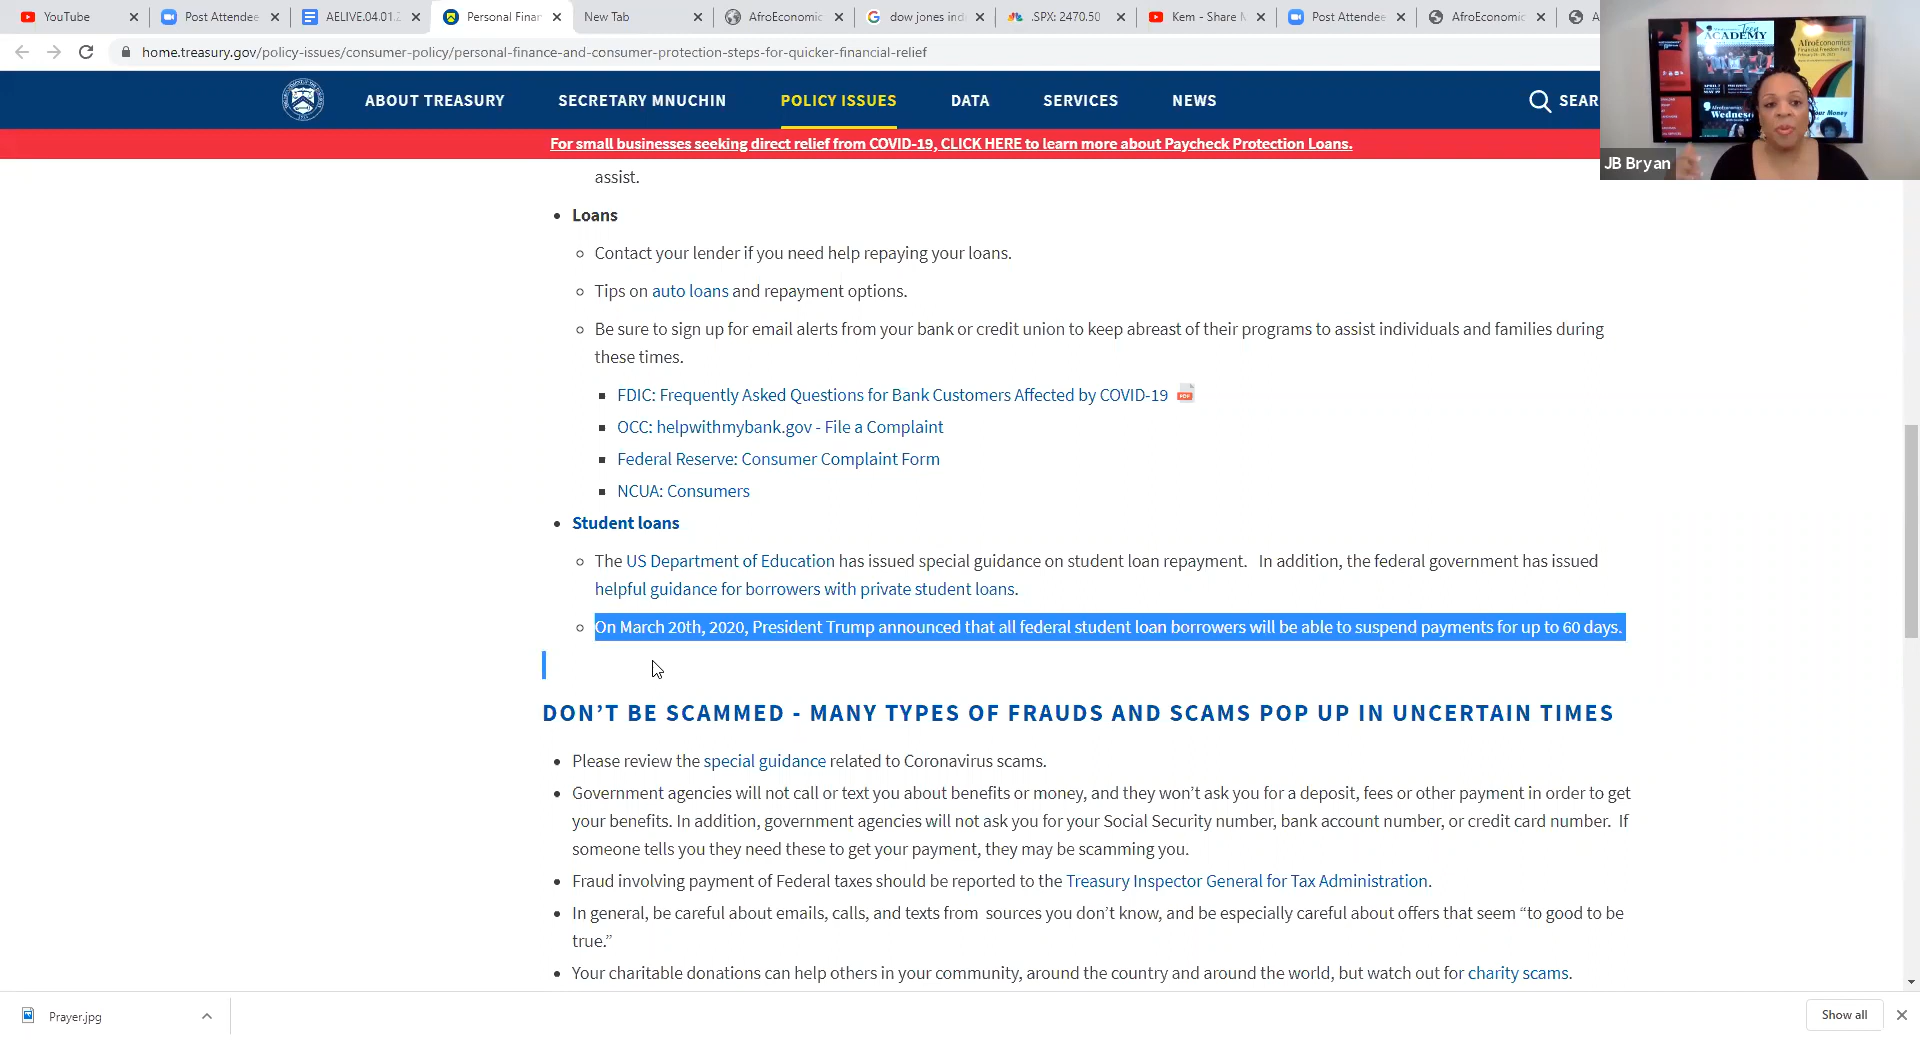 YouTube
Post Attendee
AELIVE.04.01.2
Personal Finan
New Tab
AfroEconomic
dow jones ind
.SPX: 2470.50
Kem - Share M
Post Attendee
AfroEconomic
A
home.treasury.gov/policy-issues/consumer-policy/personal-finance-and-consumer-protection-steps-for-quicker-financial-relief
ABOUT TREASURY
SECRETARY MNUCHIN
POLICY ISSUES
DATA
SERVICES
NEWS
SEAR
For small businesses seeking direct relief from COVID-19, CLICK HERE to learn more about Paycheck Protection Loans.
Teen
ACADEMY
AfroEconomics
Financial Freedom Fest
Wednes
our Money
JB Bryan
assist.
Loans
Contact your lender if you need help repaying your loans.
Tips on auto loans and repayment options.
Be sure to sign up for email alerts from your bank or credit union to keep abreast of their programs to assist individuals and families during
these times.
FDIC: Frequently Asked Questions for Bank Customers Affected by COVID-19
PDF
OCC: helpwithmybank.gov - File a Complaint
Federal Reserve: Consumer Complaint Form
NCUA: Consumers
Student loans
The US Department of Education has issued special guidance on student loan repayment. In addition, the federal government has issued
helpful guidance for borrowers with private student loans.
On March 20th, 2020, President Trump announced that all federal student loan borrowers will be able to suspend payments for up to 60 days.
DON'T BE SCAMMED - MANY TYPES OF FRAUDS AND SCAMS POP UP IN UNCERTAIN TIMES
Please review the special guidance related to Coronavirus scams.
Government agencies will not call or text you about benefits or money, and they won't ask you for a deposit, fees or other payment in order to get
your benefits. In addition, government agencies will not ask you for your Social Security number, bank account number, or credit card number. If
someone tells you they need these to get your payment, they may be scamming you.
Fraud involving payment of Federal taxes should be reported to the Treasury Inspector General for Tax Administration.
In general, be careful about emails, calls, and texts from sources you don't know, and be especially careful about offers that seem “to good to be
true.”
Your charitable donations can help others in your community, around the country and around the world, but watch out for charity scams.
Prayer.jpg
Show all